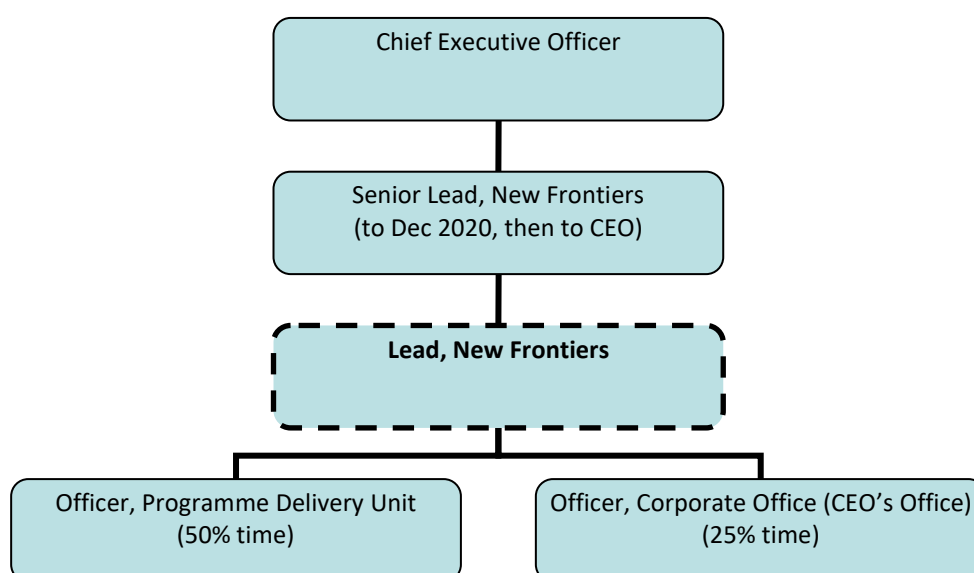 Chief Executive Officer
Senior Lead, New Frontiers
(to Dec 2020, then to CEO)
Lead, New Frontiers
Officer, Programme Delivery Unit
(50% time)
Officer, Corporate Office (CEO’s Office)
(25% time)